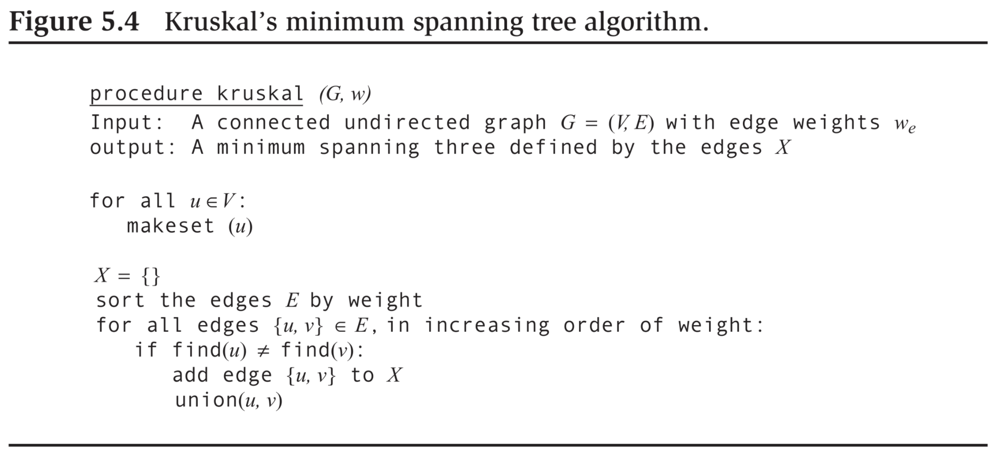 Figure 5.4 Kruskal's minimum spanning tree algorithm.
procedure kruskal (G, w)
Input: A connected undirected graph G = (V, E) with edge weights wₑ
output: A minimum spanning three defined by the edges X
for all u ∈ V:
makeset (u)
X = {}
sort the edges E by weight
for all edges {u, v} ∈ E, in increasing order of weight:
if find(u) ≠ find(v):
add edge {u, v} to X
union(u, v)